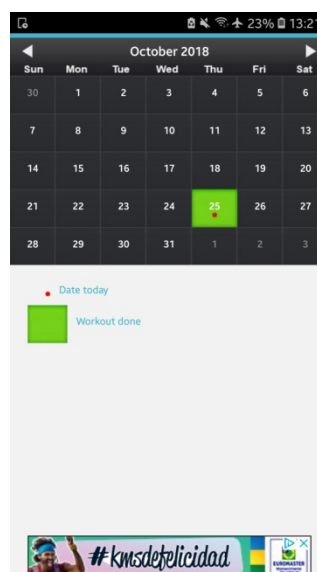 23% 13:21
October 2018
Sun Mon Tue Wed Thu Fri Sat
30 1 2 3 4 5 6
7 8 9 10 11 12 13
14 15 16 17 18 19 20
21 22 23 24 25 26 27
28 29 30 31 1 2 3
Date today
Workout done
#kmsdefelicidad
EUROMASTER